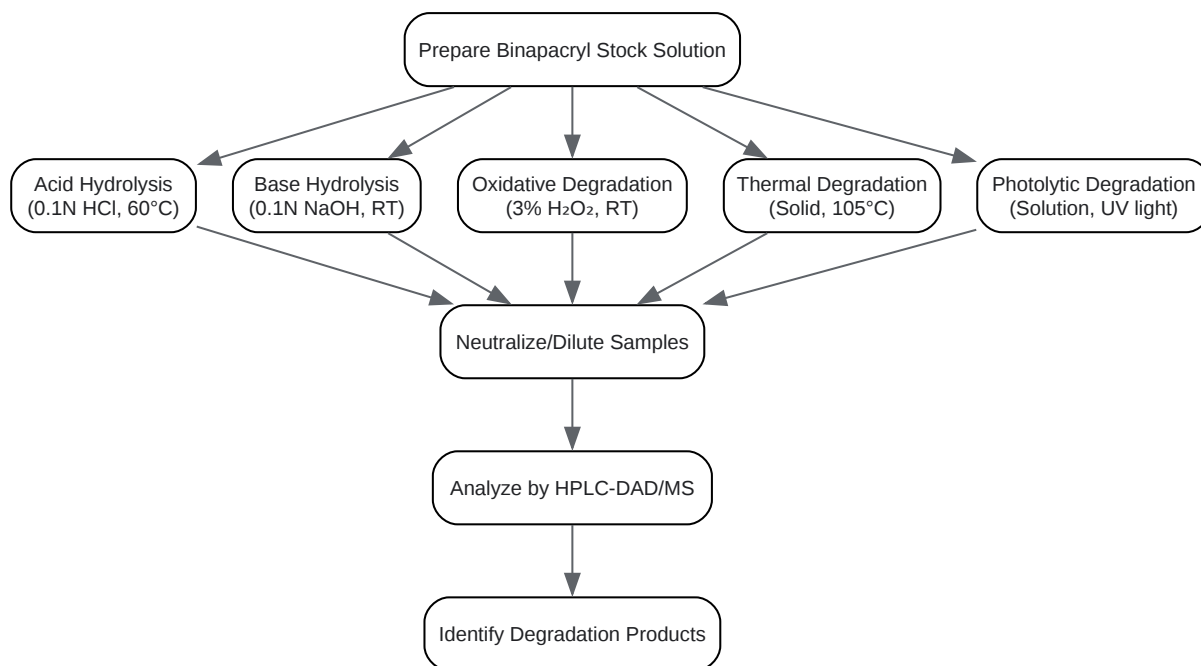 Prepare Binapacryl Stock Solution
Acid Hydrolysis
(0.1N HCl, 60°C)
Base Hydrolysis
(0.1N NaOH, RT)
Oxidative Degradation
(3% H₂O₂, RT)
Thermal Degradation
(Solid, 105°C)
Photolytic Degradation
(Solution, UV light)
Neutralize/Dilute Samples
Analyze by HPLC-DAD/MS
Identify Degradation Products